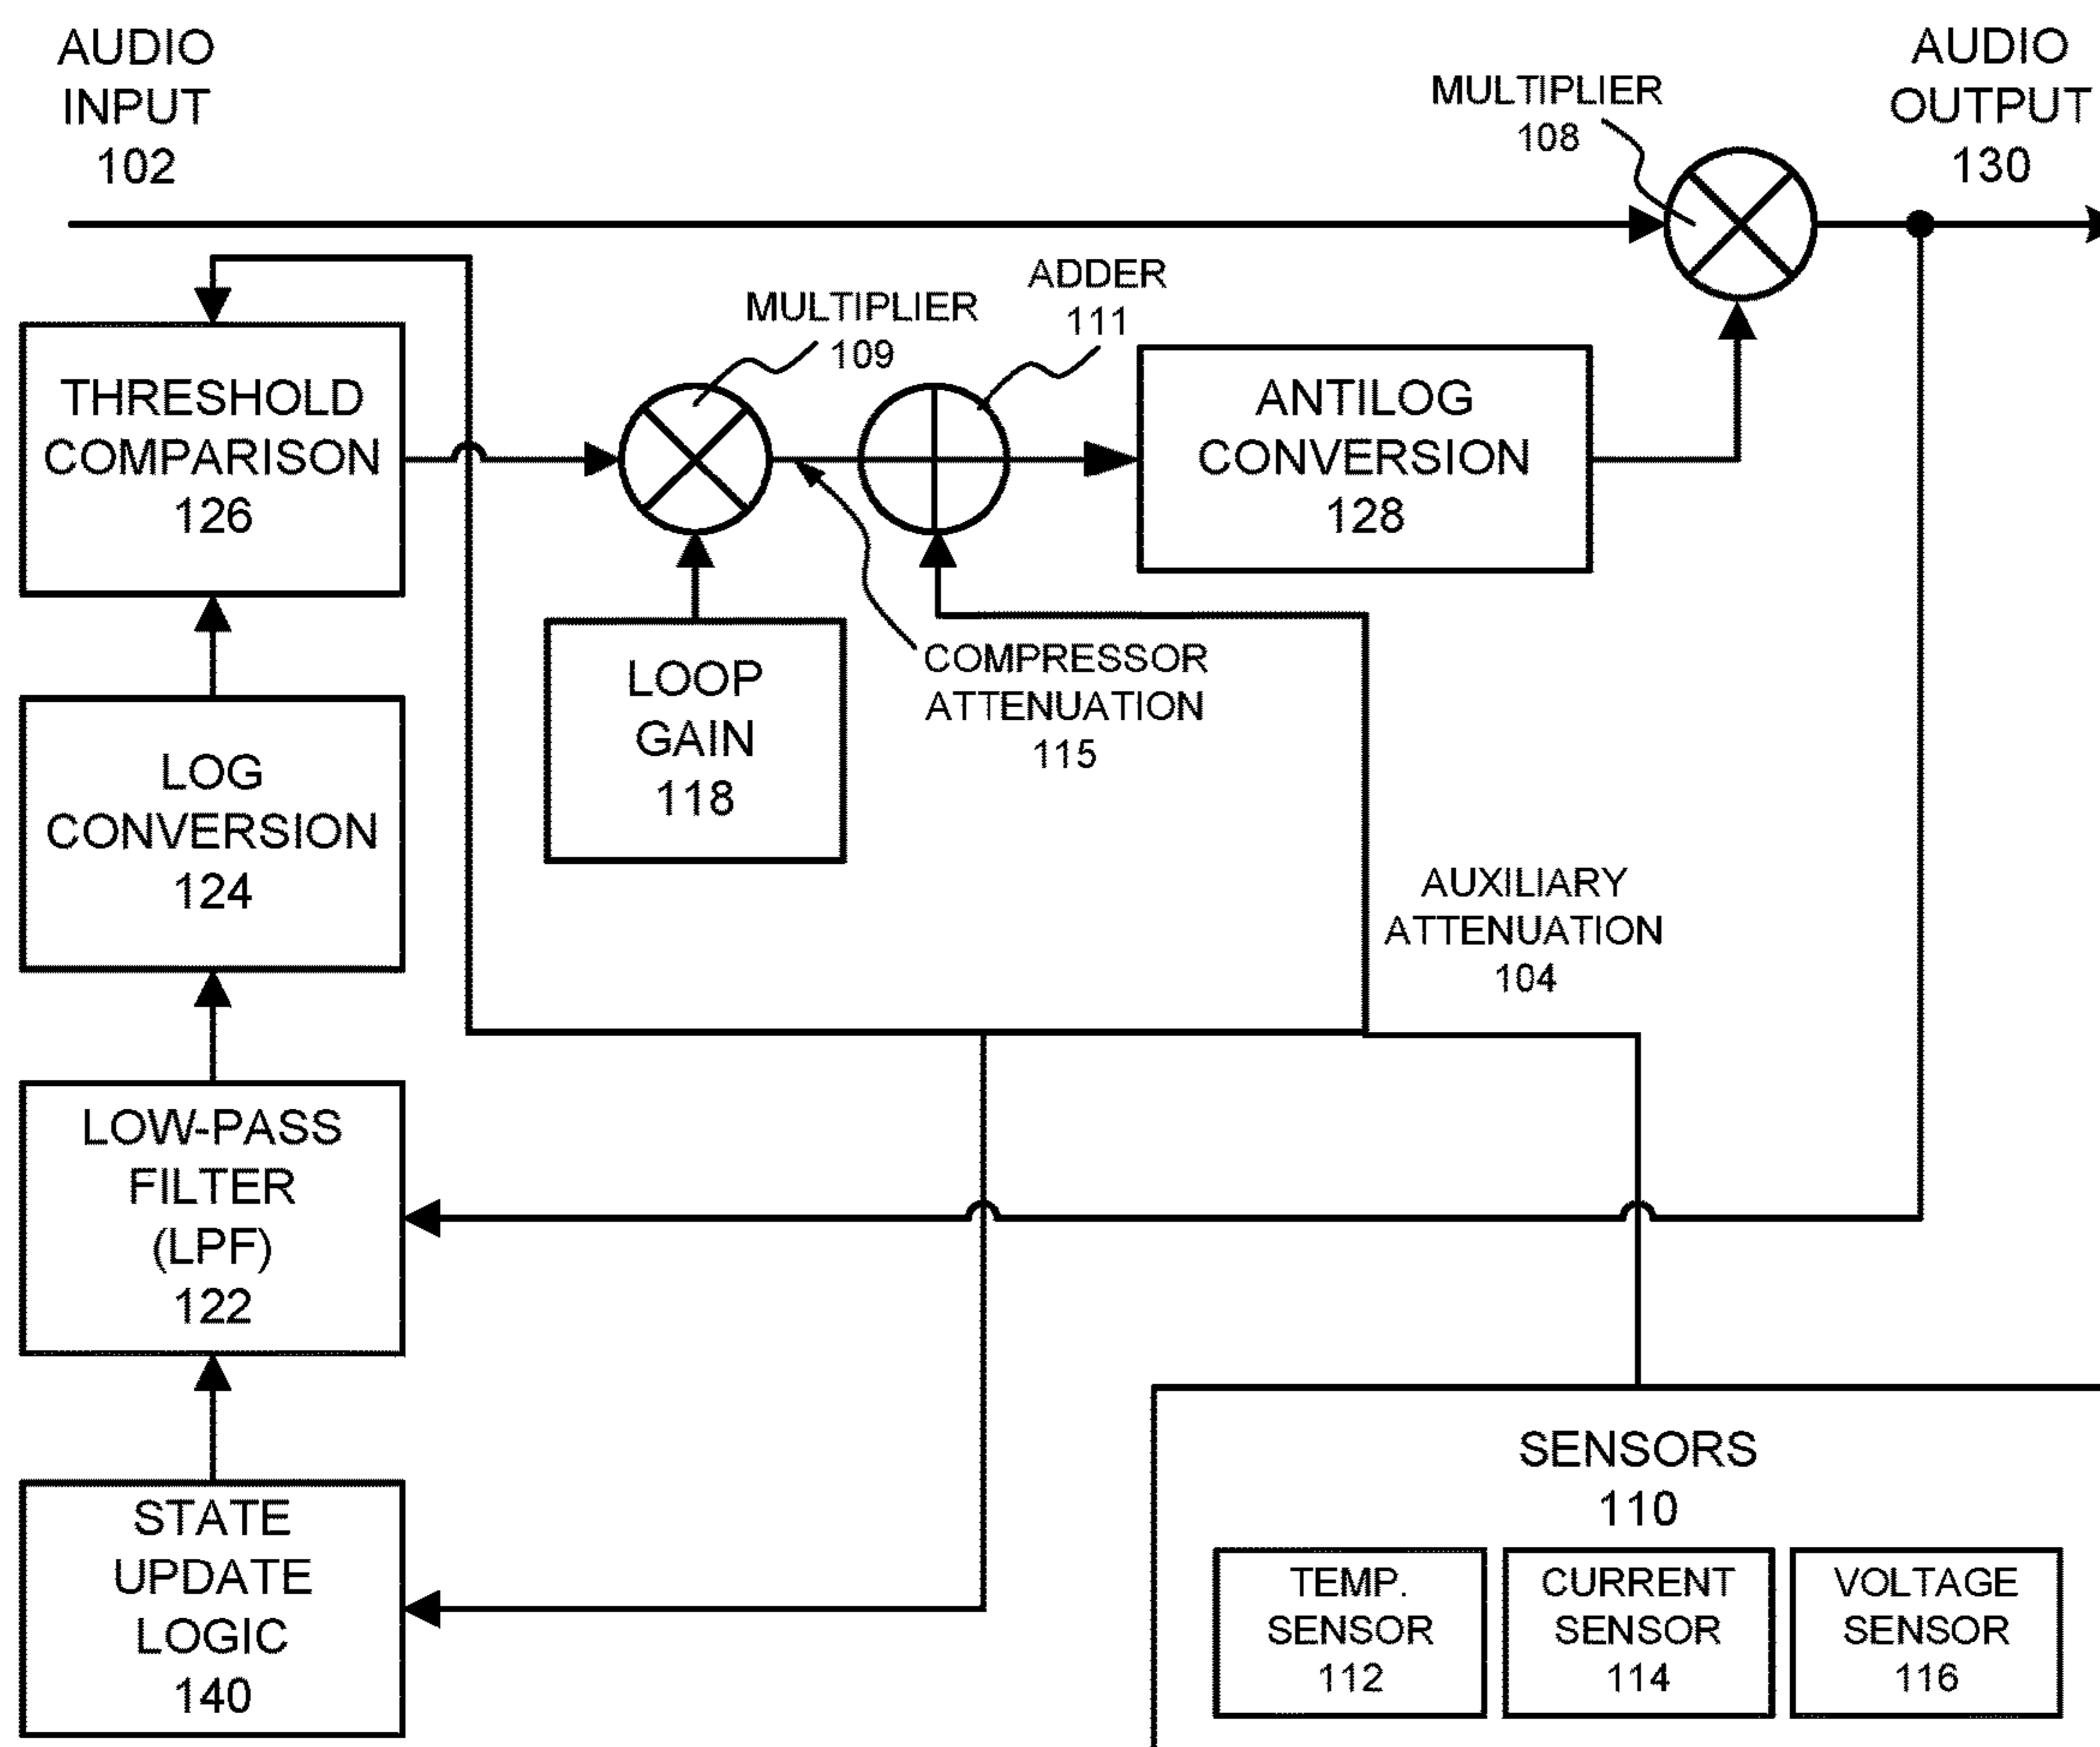 AUDIO
INPUT
102
MULTIPLIER
108
AUDIO
OUTPUT
130
MULTIPLIER
109
ADDER
111
THRESHOLD
COMPARISON
126
ANTILOG
CONVERSION
128
LOOP
GAIN
118
COMPRESSOR
ATTENUATION
115
LOG
CONVERSION
124
AUXILIARY
ATTENUATION
104
LOW-PASS
FILTER
(LPF)
122
STATE
UPDATE
LOGIC
140
SENSORS
110
TEMP.
SENSOR
112
CURRENT
SENSOR
114
VOLTAGE
SENSOR
116